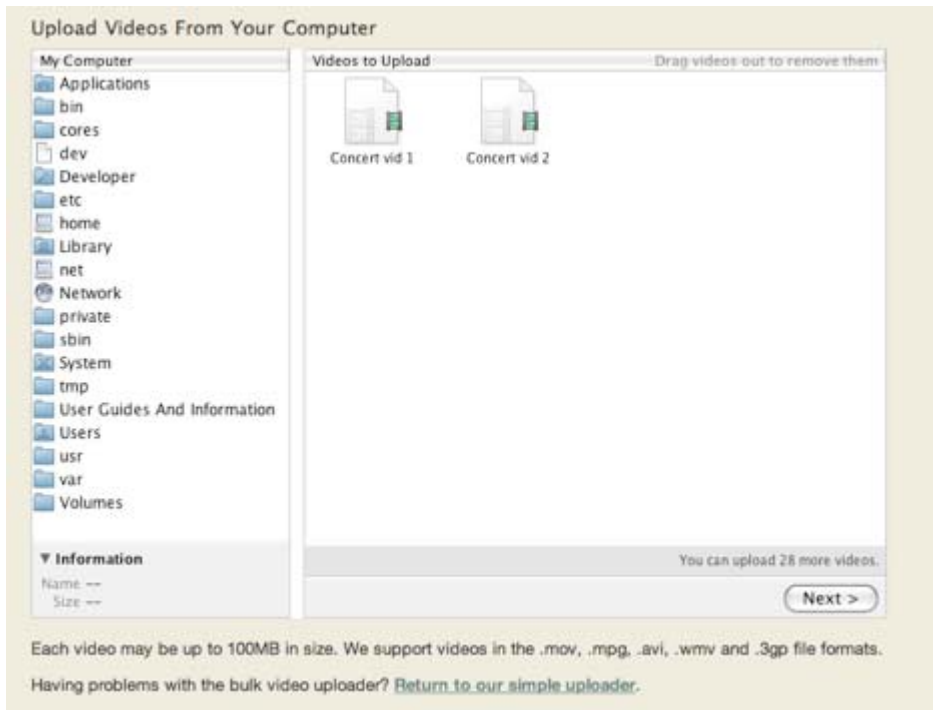 Upload Videos From Your Computer
My Computer
Applications
bin
cores
dev
Developer
etc
home
Library
net
Network
private
sbin
System
tmp
User Guides And Information
Users
usr
var
Volumes
▼ Information
Name --
Size --
Videos to Upload Drag videos out to remove them
Concert vid 1 Concert vid 2
You can upload 28 more videos.
Next >
Each video may be up to 100MB in size. We support videos in the .mov, .mpg, .avi, .wmv and .3gp file formats.
Having problems with the bulk video uploader? Return to our simple uploader.